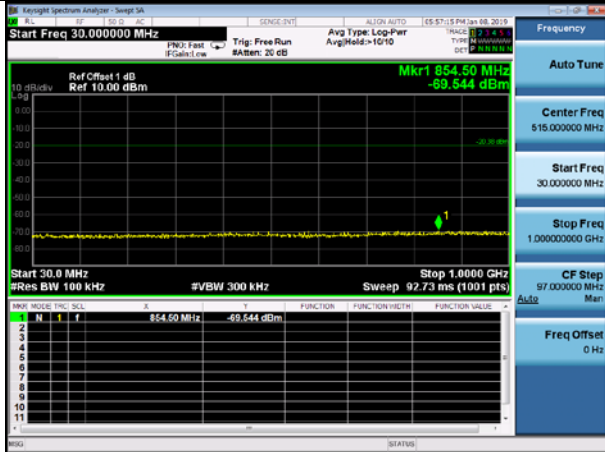 Keysight Spectrum Analyzer - Swept SA
RL RF 50 Ω AC SENSE:INT ALIGN AUTO 05:57:15 PM Jan 08, 2019
Start Freq 30.000000 MHz
PNO: Fast
IFGain:Low
Trig: Free Run
#Atten: 20 dB
Avg Type: Log-Pwr
Avg|Hold:>10/10
TRACE 1 2 3 4 5 6
TYPE
DET P N N N N N
Frequency
Auto Tune
Center Freq
515.000000 MHz
Start Freq
30.000000 MHz
Stop Freq
1.000000000 GHz
CF Step
97.000000 MHz
Auto Man
Freq Offset
0 Hz
Mkr1 854.50 MHz
-69.544 dBm
Ref Offset 1 dB
10 dB/div Ref 10.00 dBm
Log
0.00
-10.0
-20.0
-30.0
-40.0
-50.0
-60.0
-70.0
-80.0
1
Start 30.0 MHz Stop 1.0000 GHz
#Res BW 100 kHz #VBW 300 kHz Sweep 92.73 ms (1001 pts)
MKR MODE TRC SCL X Y FUNCTION FUNCTION WIDTH FUNCTION VALUE
1 N 1 f 854.50 MHz -69.544 dBm
2
3
4
5
6
7
8
9
10
11
MSG STATUS